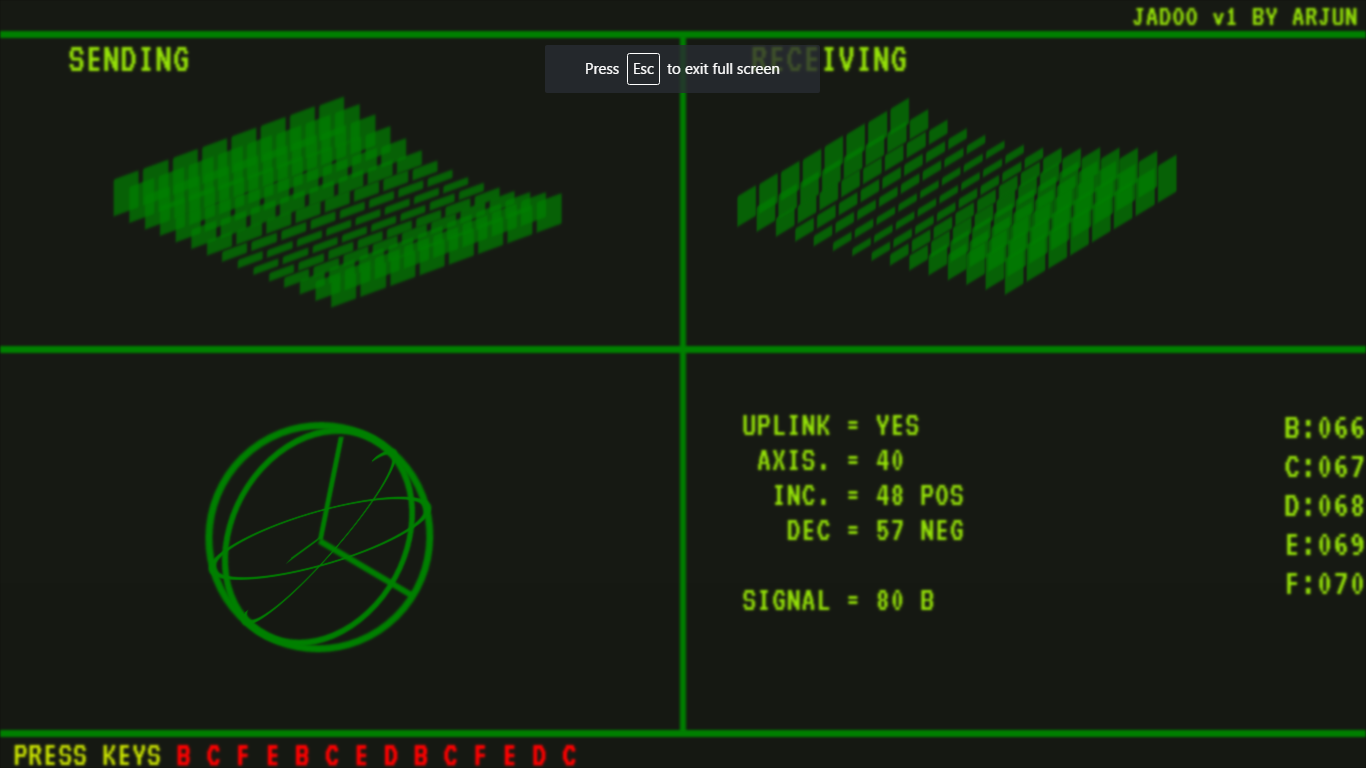 JADOO v1 BY ARJUN
SENDING
RECEIVING
Press Esc to exit full screen
UPLINK = YES
AXIS. = 40
INC. = 48 POS
DEC = 57 NEG
SIGNAL = 80 B
B:066
C:067
D:068
E:069
F:070
PRESS KEYS B C F E B C E D B C F E D C